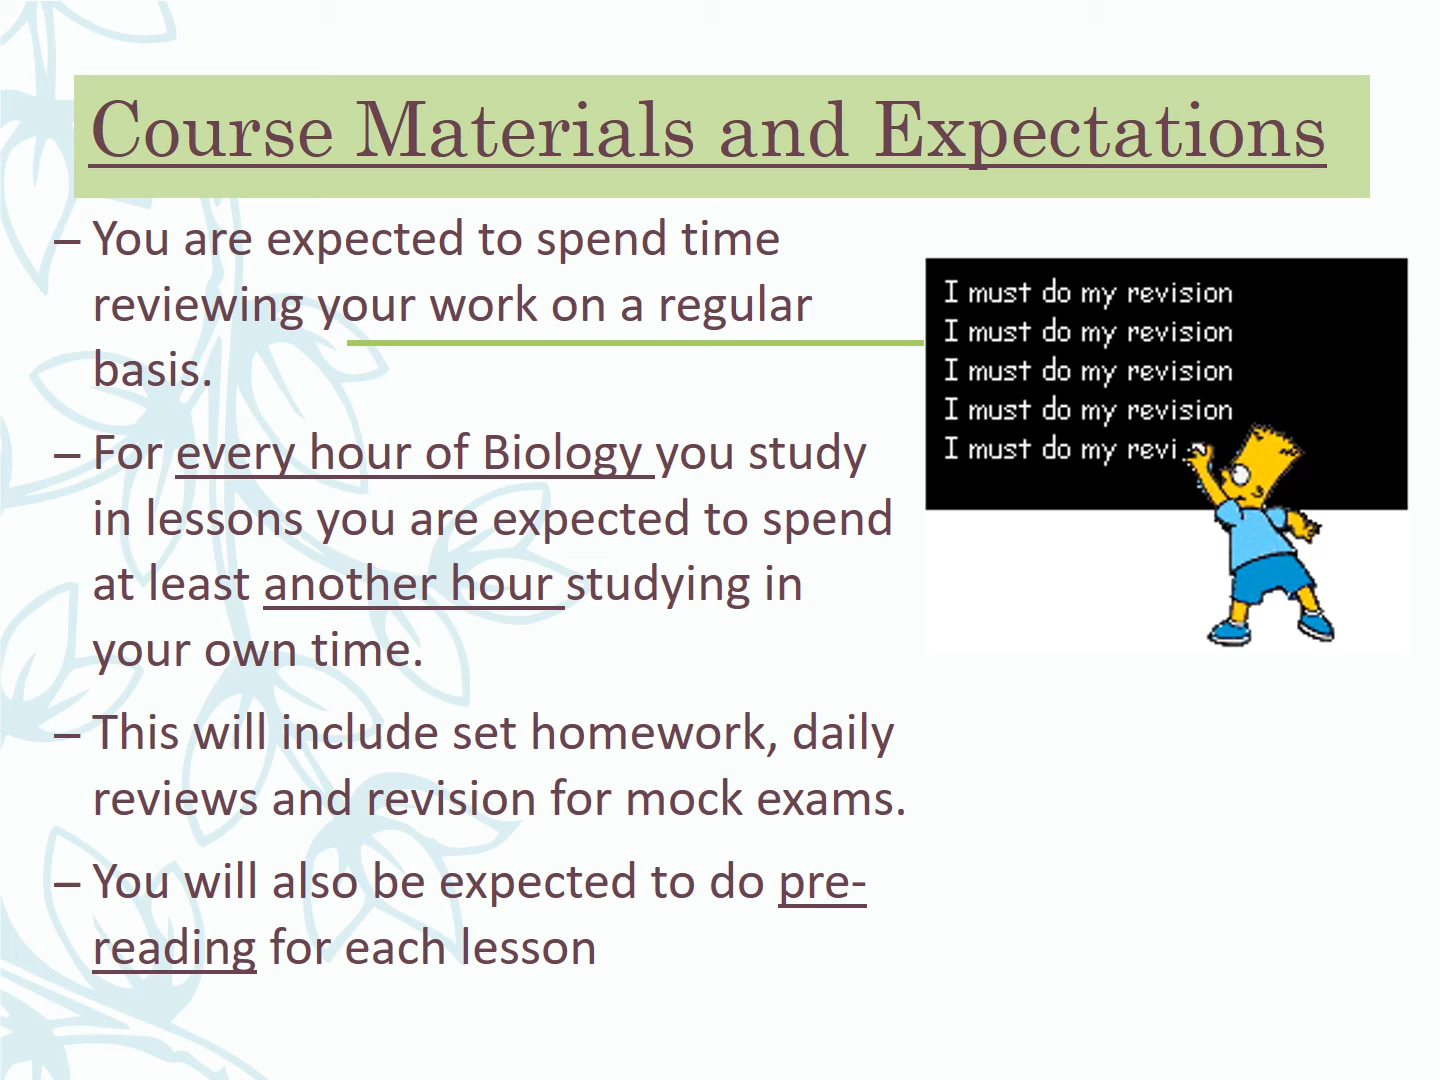 Course Materials and Expectations
– You are expected to spend time
reviewing your work on a regular
basis.
– For every hour of Biology you study
in lessons you are expected to spend
at least another hour studying in
your own time.
– This will include set homework, daily
reviews and revision for mock exams.
– You will also be expected to do pre-
reading for each lesson
I must do my revision
I must do my revision
I must do my revision
I must do my revision
I must do my revi